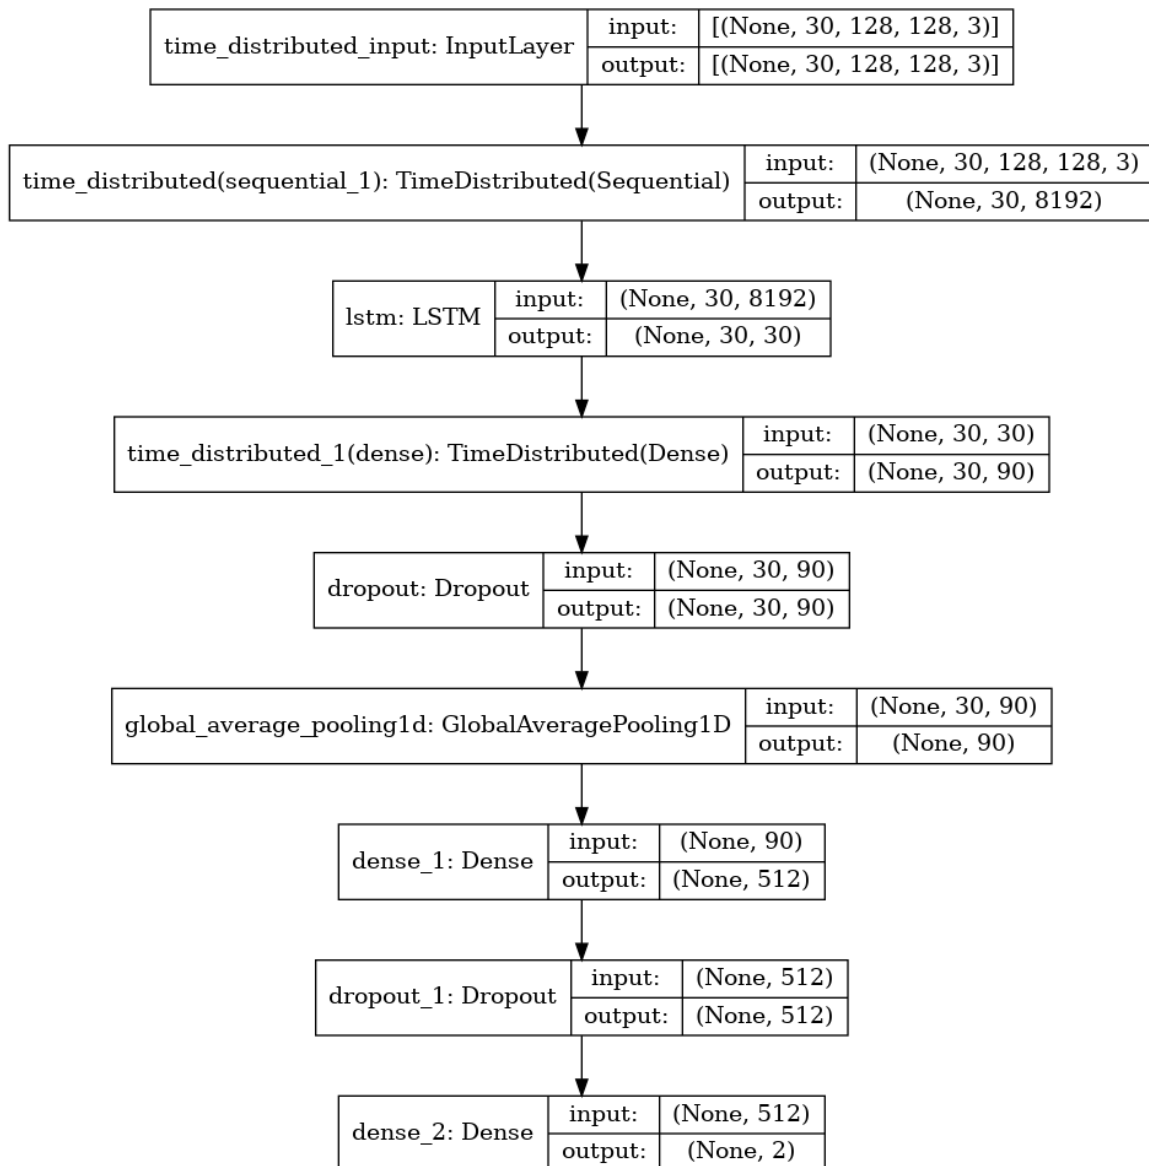 time_distributed_input: InputLayer
input: [(None, 30, 128, 128, 3)]
output: [(None, 30, 128, 128, 3)]
time_distributed(sequential_1): TimeDistributed(Sequential)
input: (None, 30, 128, 128, 3)
output: (None, 30, 8192)
lstm: LSTM
input: (None, 30, 8192)
output: (None, 30, 30)
time_distributed_1(dense): TimeDistributed(Dense)
input: (None, 30, 30)
output: (None, 30, 90)
dropout: Dropout
input: (None, 30, 90)
output: (None, 30, 90)
global_average_pooling1d: GlobalAveragePooling1D
input: (None, 30, 90)
output: (None, 90)
dense_1: Dense
input: (None, 90)
output: (None, 512)
dropout_1: Dropout
input: (None, 512)
output: (None, 512)
dense_2: Dense
input: (None, 512)
output: (None, 2)